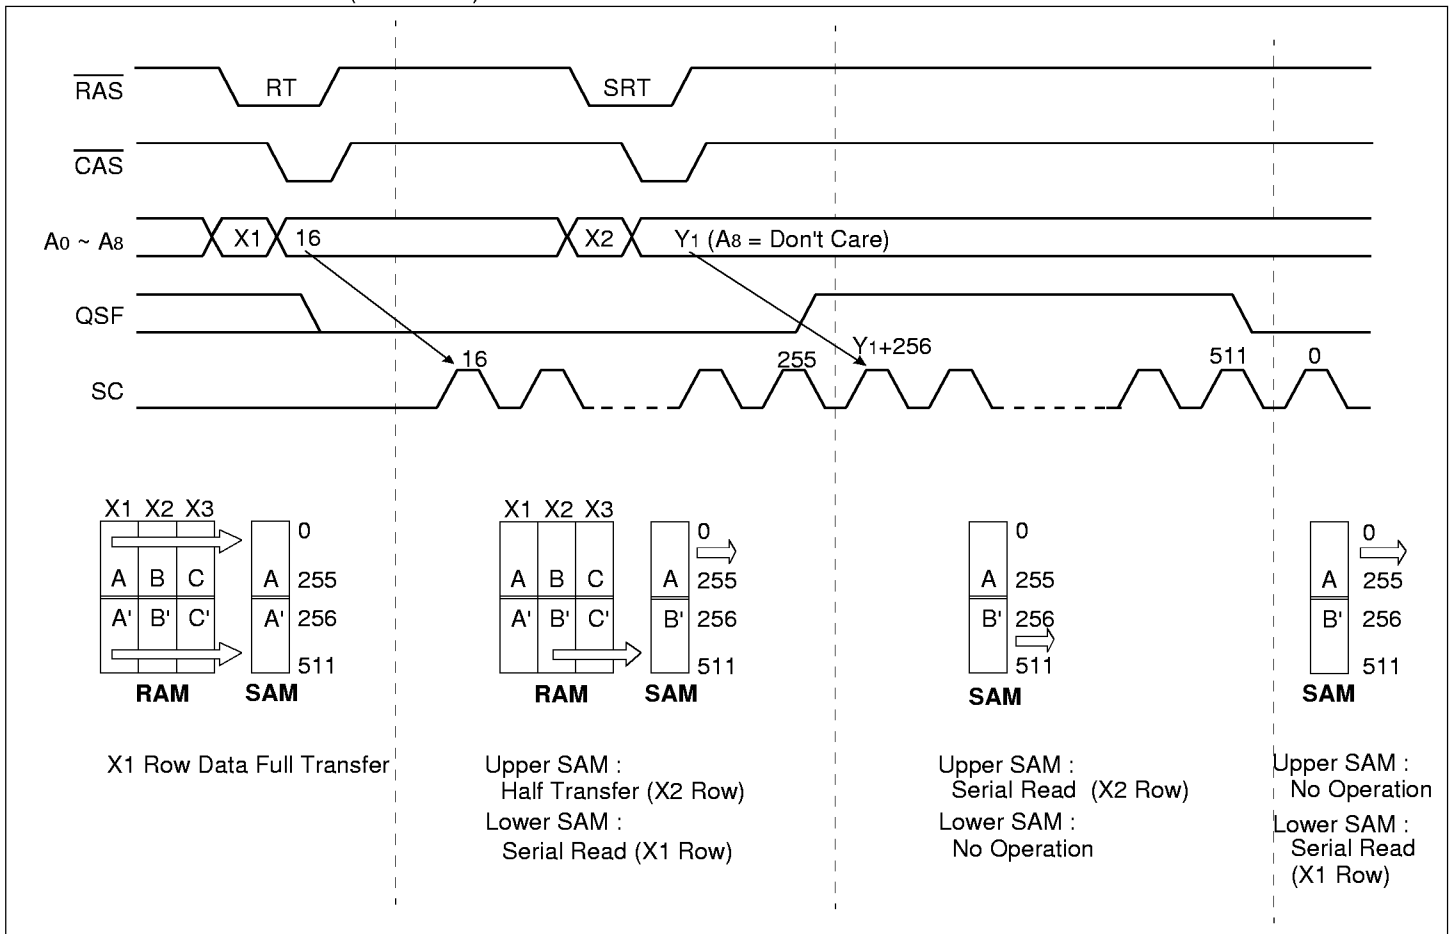 RAS RT SRT
CAS
A0 ~ A8 X1 16 X2 Y1 (A8 = Don't Care)
QSF
SC 16 255 Y1+256 511 0
X1 X2 X3
0
A B C A 255
A' B' C' A' 256
511
RAM SAM
X1 Row Data Full Transfer
X1 X2 X3
0
A B C A 255
A' B' C' B' 256
511
RAM SAM
Upper SAM :
Half Transfer (X2 Row)
Lower SAM :
Serial Read (X1 Row)
0
A 255
B' 256
511
SAM
Upper SAM :
Serial Read (X2 Row)
Lower SAM :
No Operation
0
A 255
B' 256
511
SAM
Upper SAM :
No Operation
Lower SAM :
Serial Read
(X1 Row)